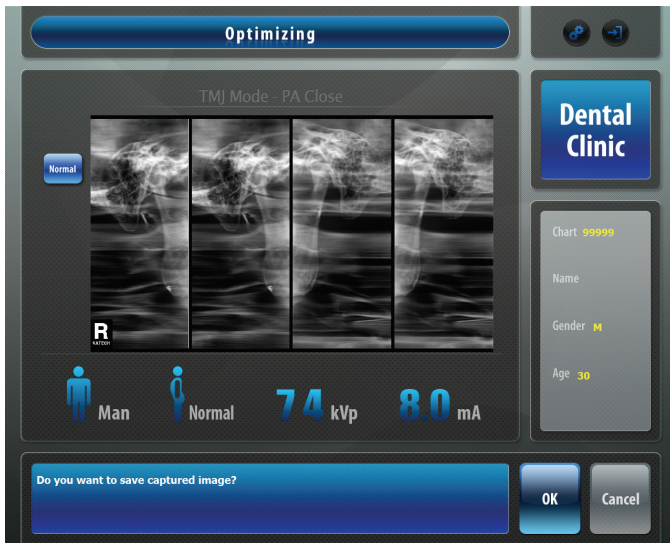 Optimizing
TMJ Mode - PA Close
Dental
Clinic
Normal
R
VATECH
Chart 99999
Name
Gender M
Age 30
Man
Normal
74 kVp
8.0 mA
Do you want to save captured image?
OK
Cancel